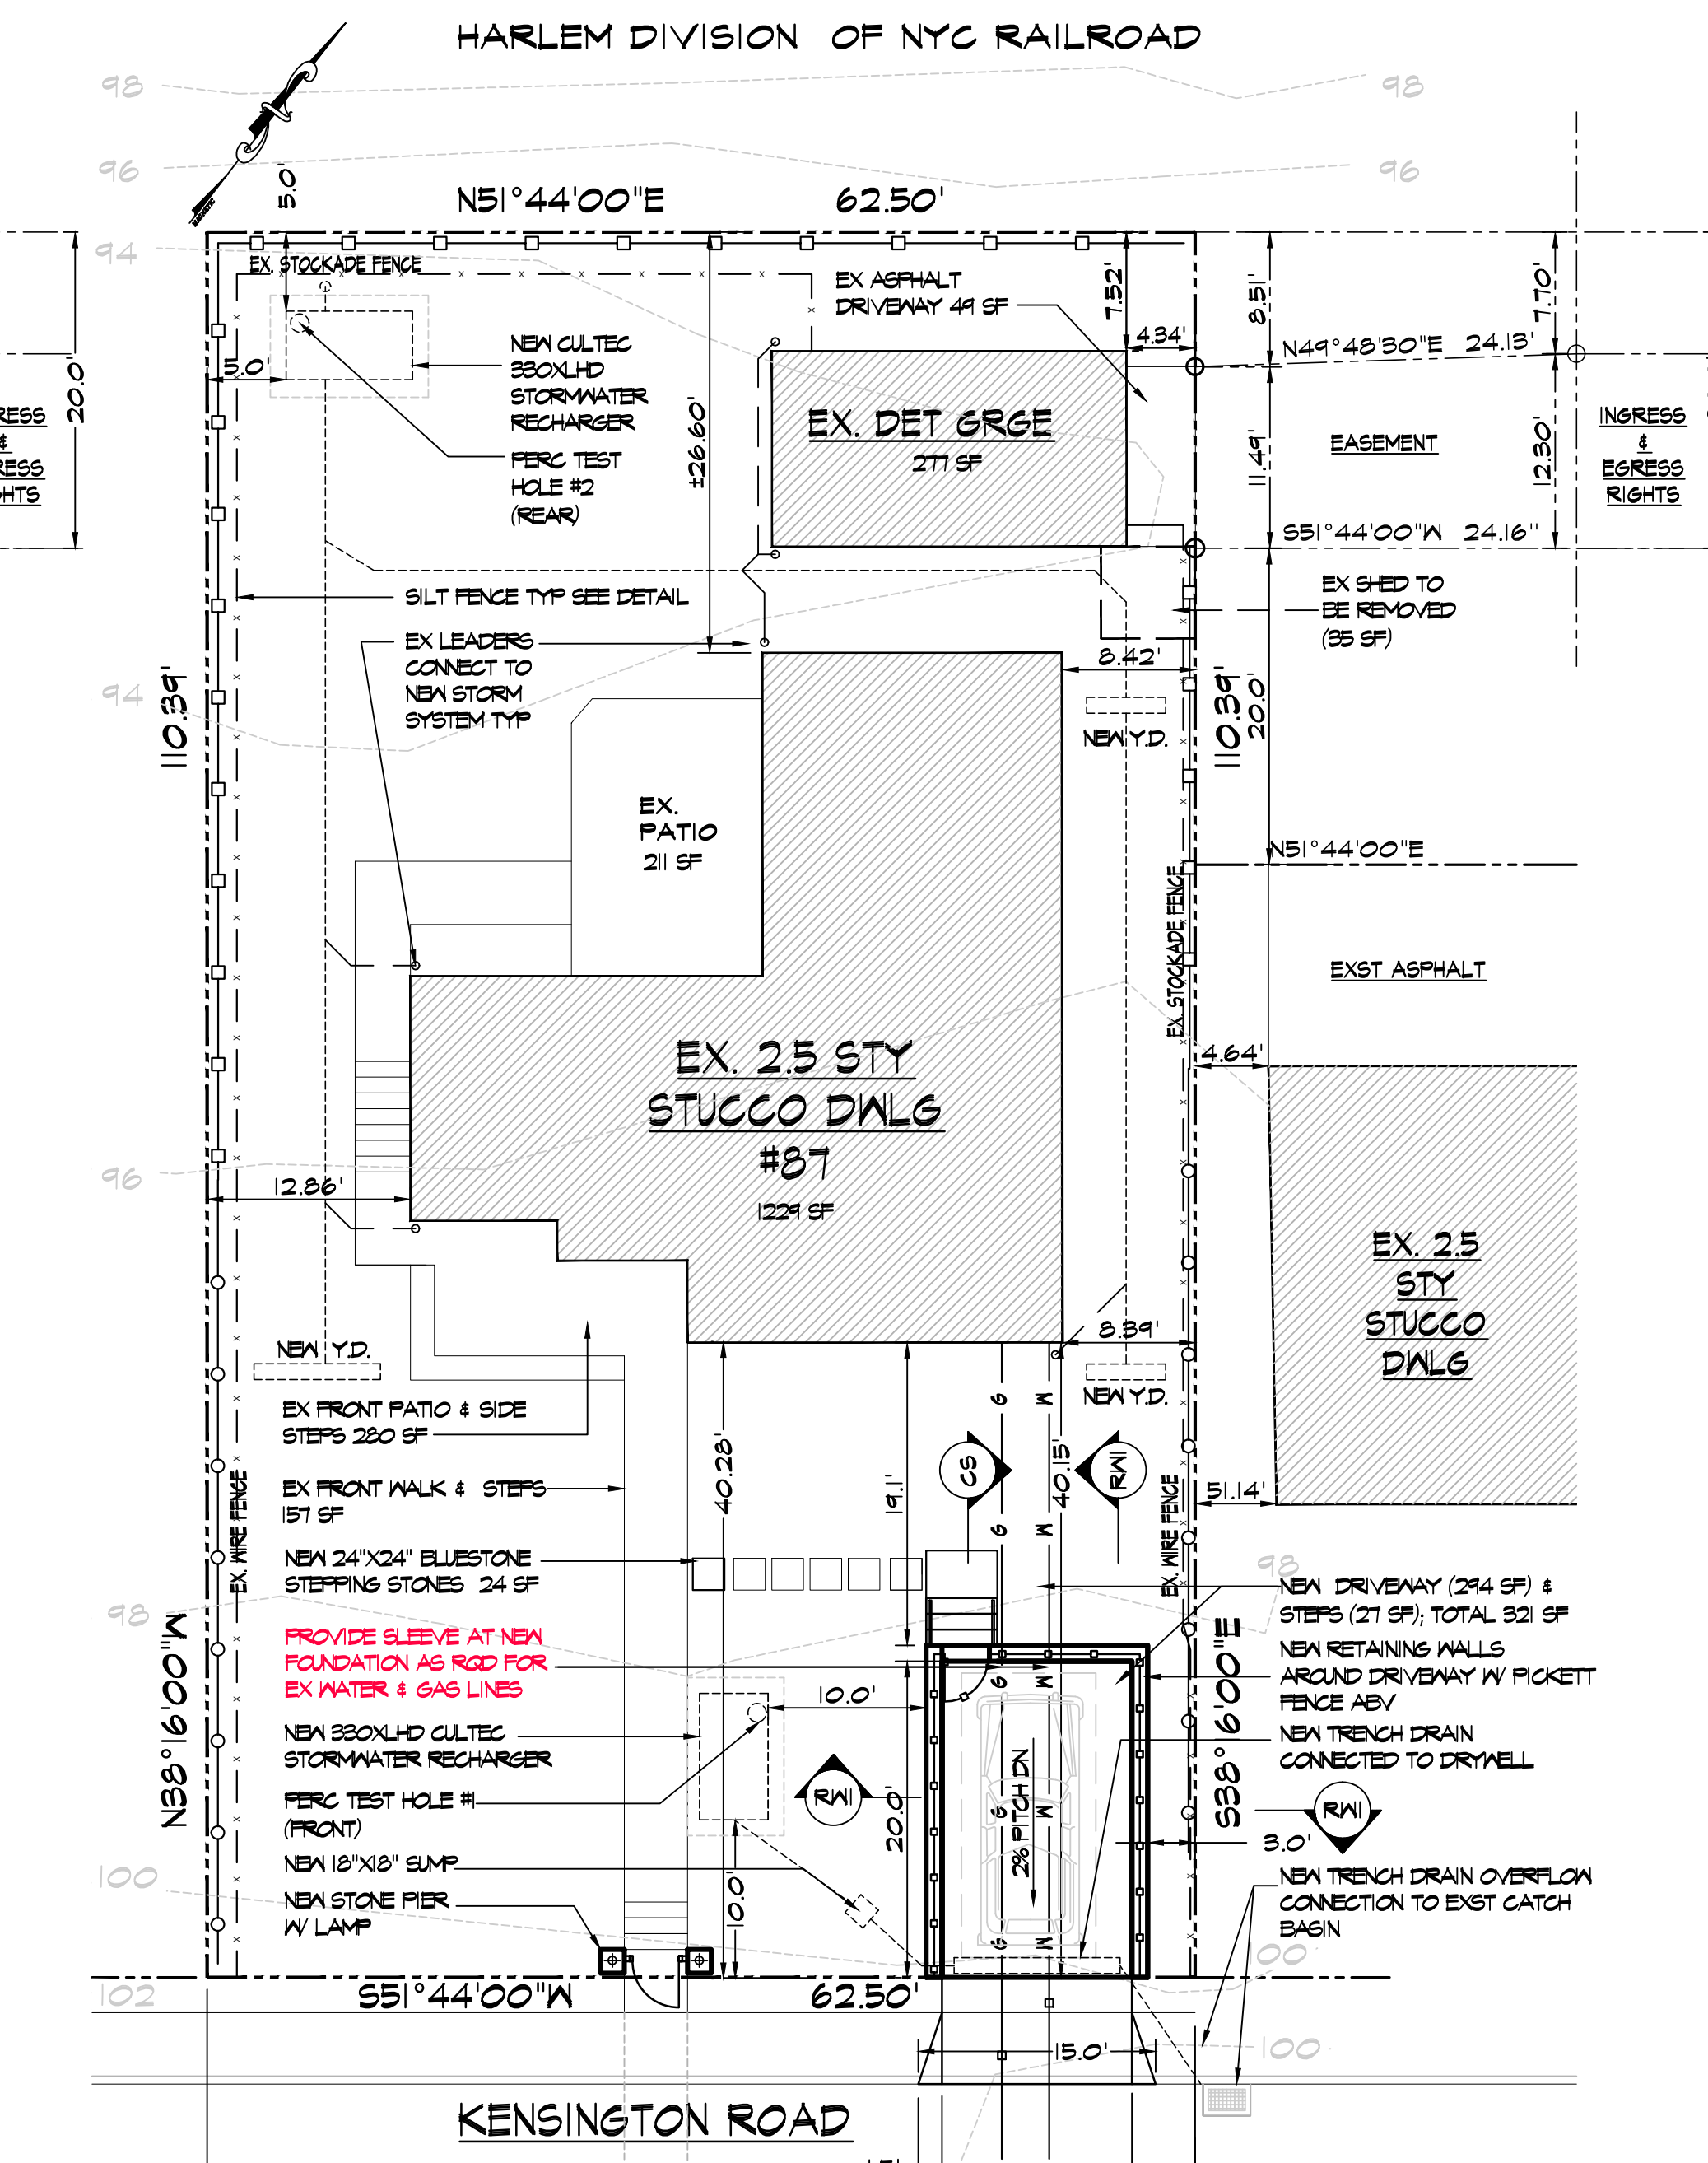 HARLEM DIVISION OF NYC RAILROAD
98
98
96
96
5.0'
N51°44'00"E 62.50'
94
EX. STOCKADE FENCE
EX ASPHALT
DRIVEWAY 49 SF
7.52'
8.51'
7.70'
4.34'
N49°48'30"E 24.13'
20.0'
5.0'
NEW CULTEC
330XLHD
STORMWATER
RECHARGER
±26.60'
EX. DET GRGE
277 SF
11.49'
12.30'
EASEMENT
INGRESS
&
EGRESS
RIGHTS
RESS
&
RESS
HTS
PERC TEST
HOLE #2
(REAR)
S51°44'00"W 24.16"
SILT FENCE TYP SEE DETAIL
EX SHED TO
BE REMOVED
(35 SF)
EX LEADERS
CONNECT TO
NEW STORM
SYSTEM TYP
8.42'
94
110.39'
110.39'
20.0'
NEW Y.D.
EX.
PATIO
211 SF
N51°44'00"E
EX. STOCKADE FENCE
EXST ASPHALT
EX. 2.5 STY
STUCCO DWLG
#87
1229 SF
4.64'
96
12.86'
EX. 2.5
STY
STUCCO
DWLG
NEW Y.D.
8.39'
NEW Y.D.
G
M
EX FRONT PATIO & SIDE
STEPS 280 SF
40.28'
19.1'
CS
40.15'
RW1
EX. WIRE FENCE
EX. WIRE FENCE
51.14'
EX FRONT WALK & STEPS
157 SF
G
M
NEW 24"X24" BLUESTONE
STEPPING STONES 24 SF
98
NEW DRIVEWAY (294 SF) &
STEPS (27 SF); TOTAL 321 SF
98
N38°16'00"W
S38°16'00"E
PROVIDE SLEEVE AT NEW
FOUNDATION AS RQD FOR
EX WATER & GAS LINES
NEW RETAINING WALLS
AROUND DRIVEWAY W/ PICKETT
FENCE ABV
G
M
10.0'
NEW 330XLHD CULTEC
STORMWATER RECHARGER
NEW TRENCH DRAIN
CONNECTED TO DRYWELL
PERC TEST HOLE #1
(FRONT)
RW1
20.0'
2% PITCH DN
G
M
RW1
3.0'
100
NEW 18"X18" SUMP
NEW STONE PIER
W/ LAMP
10.0'
NEW TRENCH DRAIN OVERFLOW
CONNECTION TO EXST CATCH
BASIN
G
M
100
102
S51°44'00"W 62.50'
15.0'
100
KENSINGTON ROAD